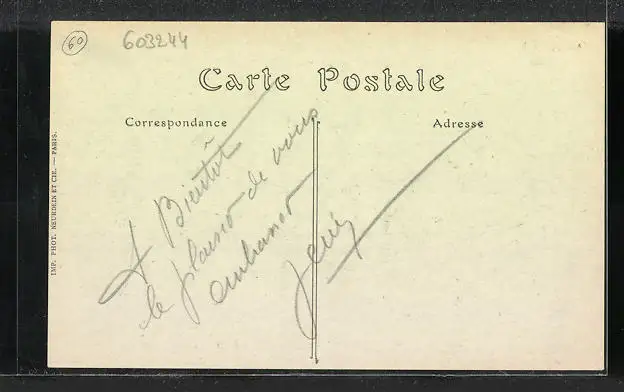 60
603244
Carte Postale
Correspondance
Adresse
A Bientôt
le plaisir de vous
embrasser
IMP. PHOT. NEURDEIN ET CIE. — PARIS.